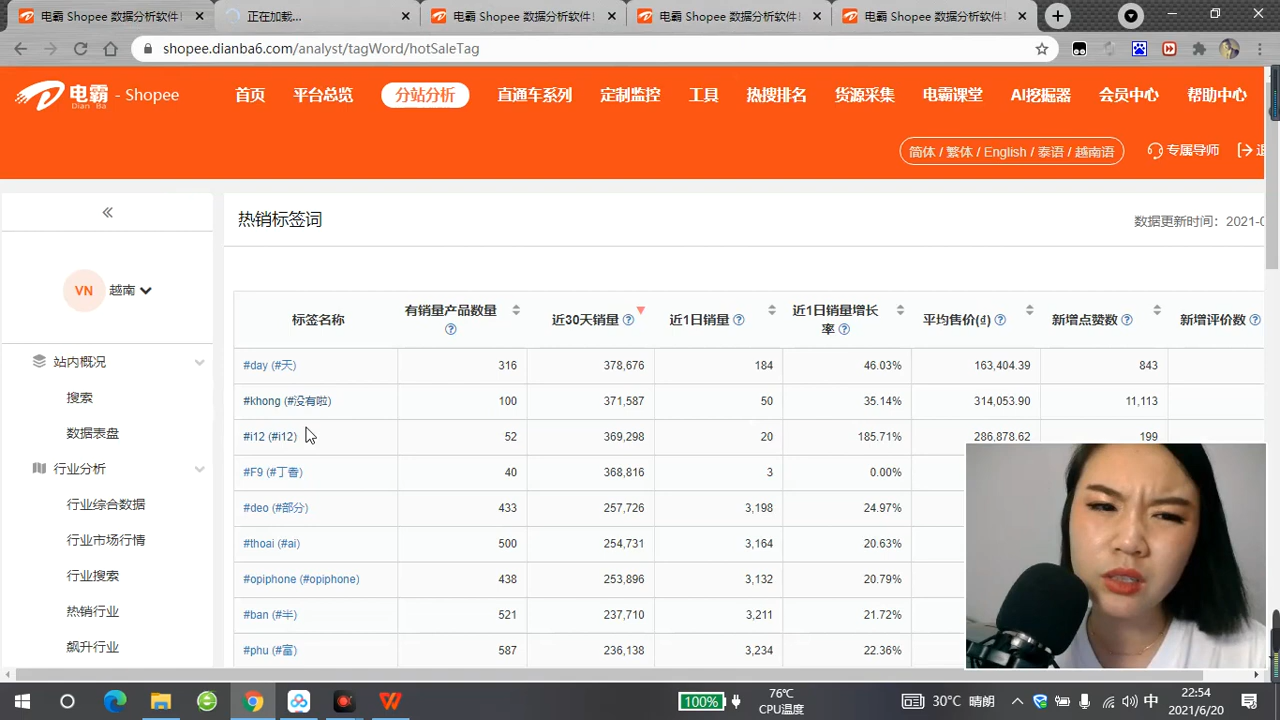 电霸 Shopee 数据分析软件!
正在加载...
电霸 Shopee 数据分析软件!
电霸 Shopee 数据分析软件!
电霸 Shopee 数据分析软件!
shopee.dianba6.com/analyst/tagWord/hotSaleTag
电霸 Dian Ba - Shopee
首页 平台总览 分站分析 直通车系列 定制监控 工具 热搜排名 货源采集 电霸课堂 AI挖掘器 会员中心 帮助中心
简体 / 繁体 / English / 泰语 / 越南语 专属导师
热销标签词
数据更新时间：2021-0
VN 越南
站内概况
搜索
数据表盘
行业分析
行业综合数据
行业市场行情
行业搜索
热销行业
飙升行业
标签名称 有销量产品数量 近30天销量 近1日销量 近1日销量增长率 平均售价(₫) 新增点赞数 新增评价数
#day (#天) 316 378,676 184 46.03% 163,404.39 843
#khong (#没有啦) 100 371,587 50 35.14% 314,053.90 11,113
#i12 (#i12) 52 369,298 20 185.71% 286,878.62 199
#F9 (#丁香) 40 368,816 3 0.00%
#deo (#部分) 433 257,726 3,198 24.97%
#thoai (#ai) 500 254,731 3,164 20.63%
#opiphone (#opiphone) 438 253,896 3,132 20.79%
#ban (#半) 521 237,710 3,211 21.72%
#phu (#富) 587 236,138 3,234 22.36%
100%
76℃
CPU温度
30°C 晴朗
中
22:54
2021/6/20